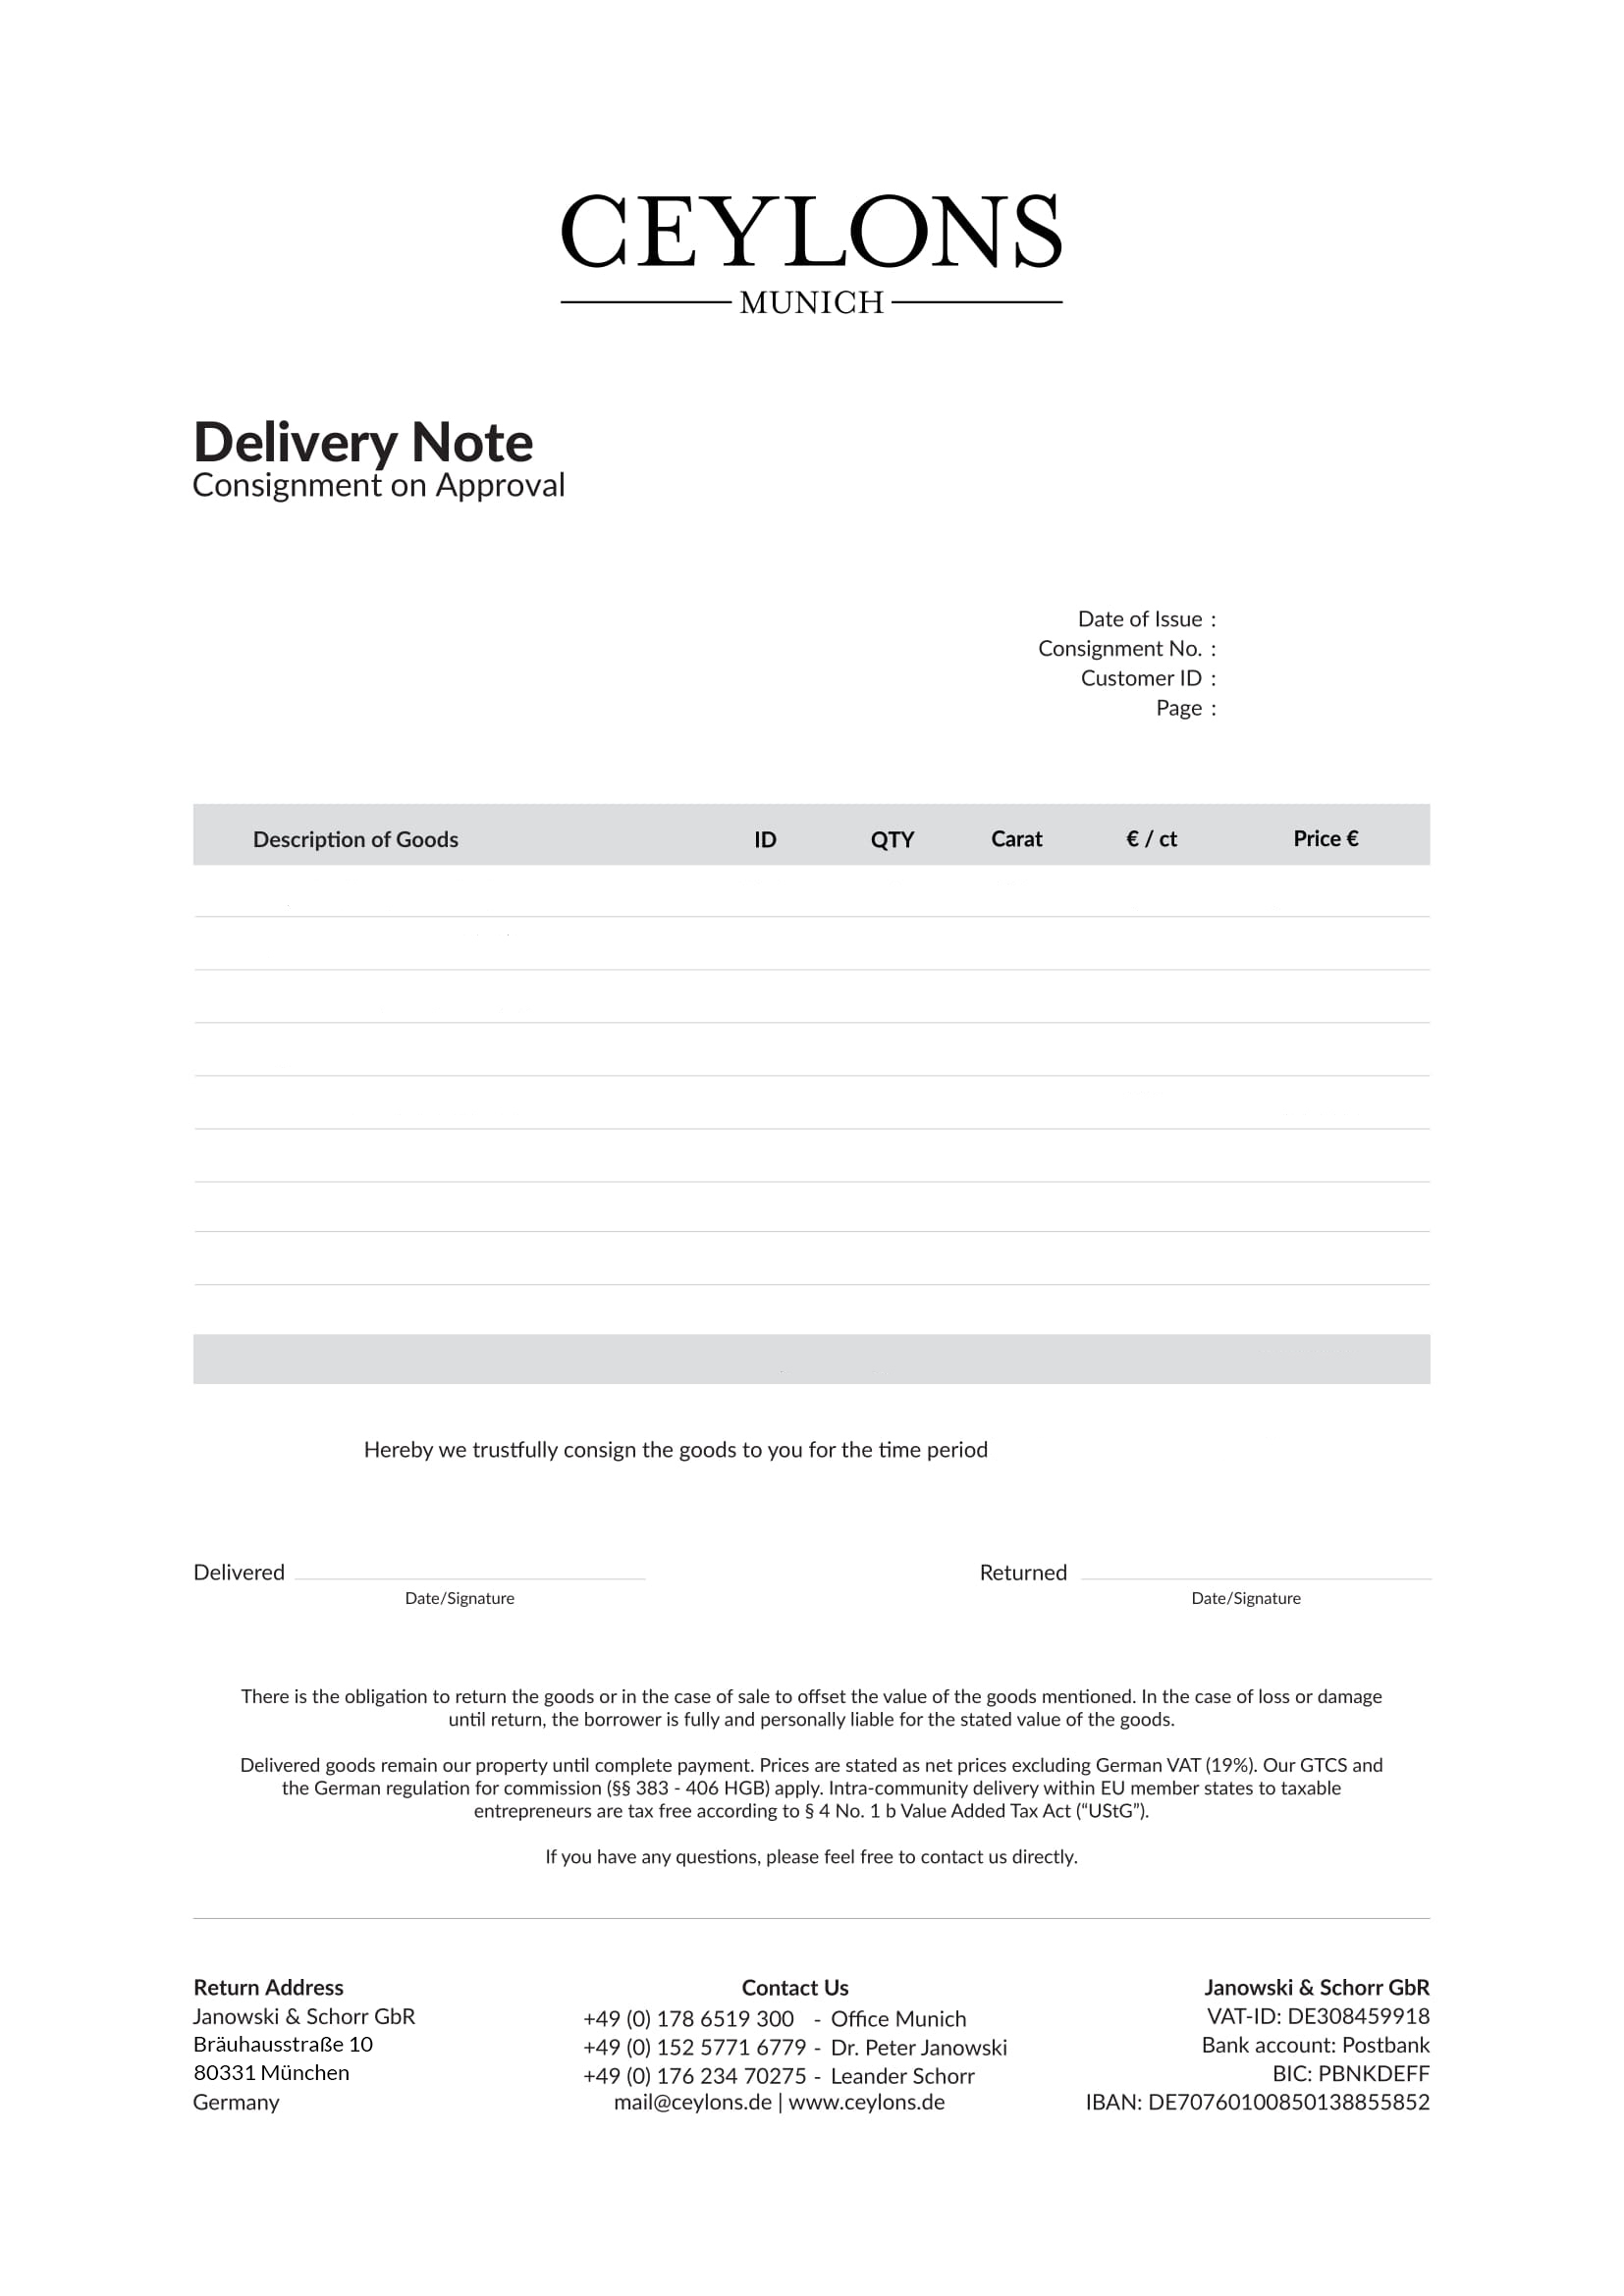 CEYLONS
MUNICH
Delivery Note
Consignment on Approval
Date of Issue :
Consignment No. :
Customer ID :
Page :
Description of Goods ID QTY Carat € / ct Price €
Hereby we trustfully consign the goods to you for the time period
Delivered Returned
Date/Signature Date/Signature
There is the obligation to return the goods or in the case of sale to offset the value of the goods mentioned. In the case of loss or damage
until return, the borrower is fully and personally liable for the stated value of the goods.
Delivered goods remain our property until complete payment. Prices are stated as net prices excluding German VAT (19%). Our GTCS and
the German regulation for commission (§§ 383 - 406 HGB) apply. Intra-community delivery within EU member states to taxable
entrepreneurs are tax free according to § 4 No. 1 b Value Added Tax Act (“UStG”).
If you have any questions, please feel free to contact us directly.
Return Address
Janowski & Schorr GbR
Bräuhausstraße 10
80331 München
Germany
Contact Us
+49 (0) 178 6519 300 - Office Munich
+49 (0) 152 5771 6779 - Dr. Peter Janowski
+49 (0) 176 234 70275 - Leander Schorr
mail@ceylons.de | www.ceylons.de
Janowski & Schorr GbR
VAT-ID: DE308459918
Bank account: Postbank
BIC: PBNKDEFF
IBAN: DE70760100850138855852